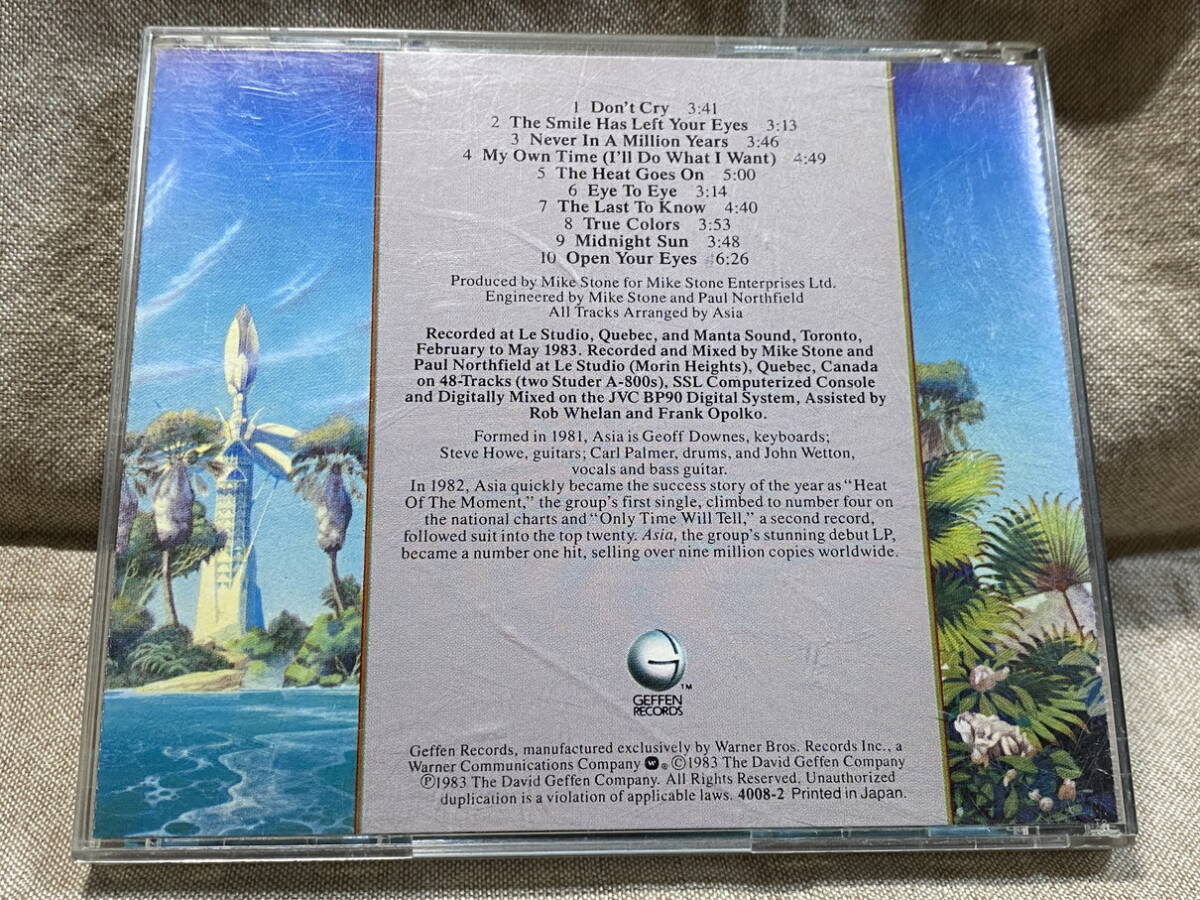 1 Don't Cry 3:41
2 The Smile Has Left Your Eyes 3:13
3 Never In A Million Years 3:46
4 My Own Time (I'll Do What I Want) 4:49
5 The Heat Goes On 5:00
6 Eye To Eye 3:14
7 The Last To Know 4:40
8 True Colors 3:53
9 Midnight Sun 3:48
10 Open Your Eyes 6:26
Produced by Mike Stone for Mike Stone Enterprises Ltd.
Engineered by Mike Stone and Paul Northfield
All Tracks Arranged by Asia
Recorded at Le Studio, Quebec, and Manta Sound, Toronto,
February to May 1983. Recorded and Mixed by Mike Stone and
Paul Northfield at Le Studio (Morin Heights), Quebec, Canada
on 48-Tracks (two Studer A-800s), SSL Computerized Console
and Digitally Mixed on the JVC BP90 Digital System, Assisted by
Rob Whelan and Frank Opolko.
Formed in 1981, Asia is Geoff Downes, keyboards;
Steve Howe, guitars; Carl Palmer, drums, and John Wetton,
vocals and bass guitar.
In 1982, Asia quickly became the success story of the year as "Heat
Of The Moment," the group's first single, climbed to number four on
the national charts and "Only Time Will Tell," a second record,
followed suit into the top twenty. Asia, the group's stunning debut LP,
became a number one hit, selling over nine million copies worldwide.
G ™
GEFFEN
RECORDS
Geffen Records, manufactured exclusively by Warner Bros. Records Inc., a
Warner Communications Company W ® ©1983 The David Geffen Company
℗1983 The David Geffen Company. All Rights Reserved. Unauthorized
duplication is a violation of applicable laws. 4008-2 Printed in Japan.